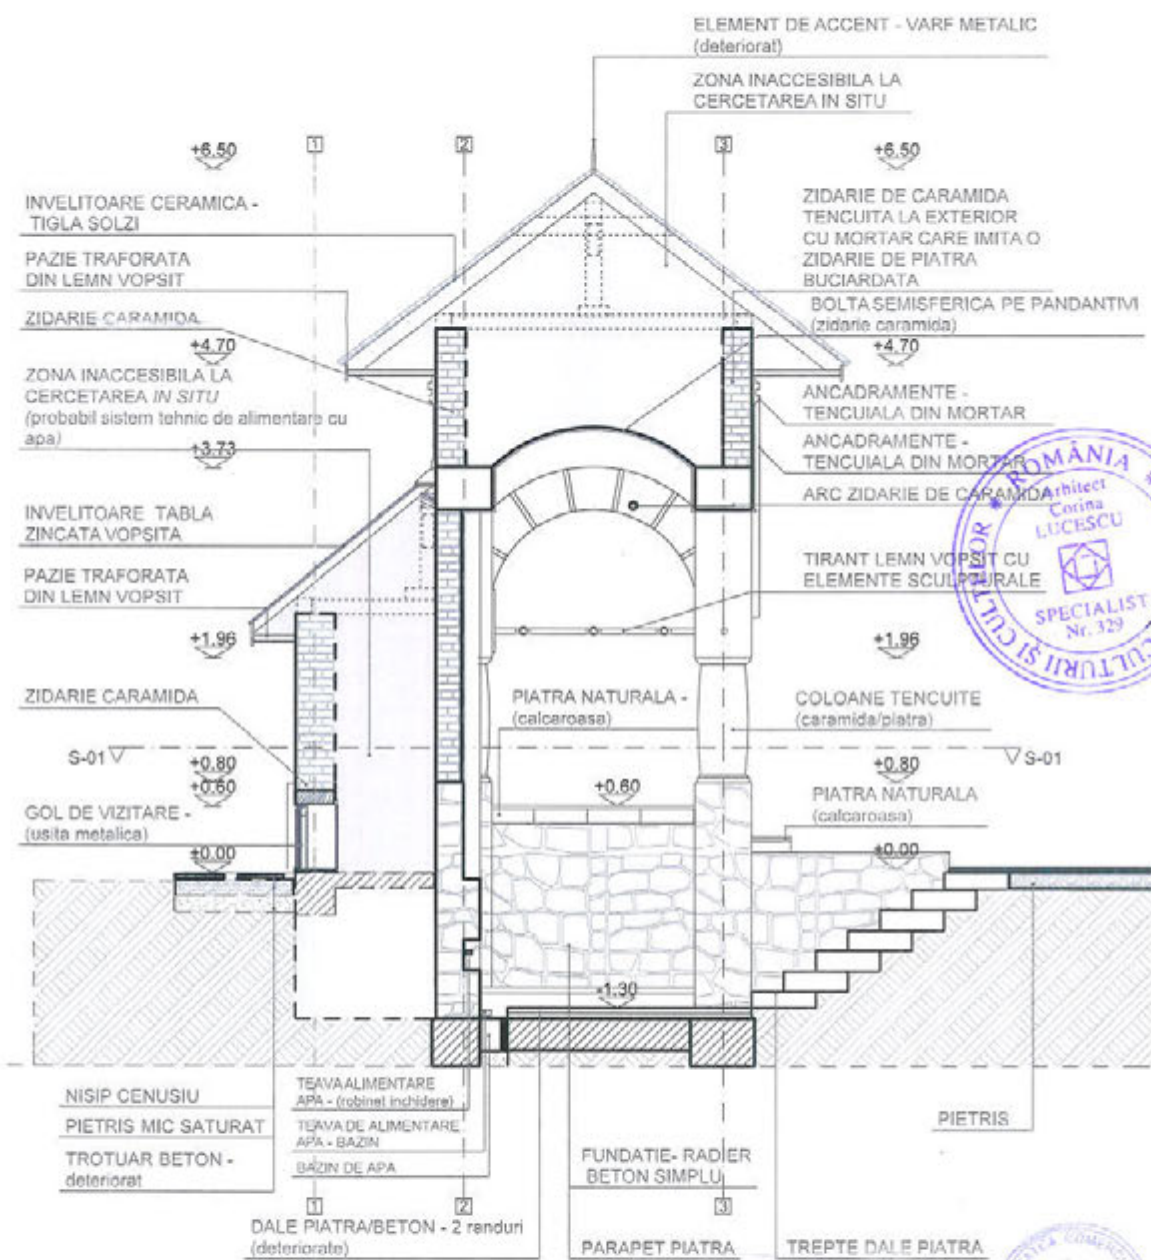 ELEMENT DE ACCENT - VARF METALIC
(deteriorat)
ZONA INACCESIBILA LA
CERCETAREA IN SITU
1
2
3
+6.50
+6.50
INVELITOARE CERAMICA -
TIGLA SOLZI
PAZIE TRAFORATA
DIN LEMN VOPSIT
ZIDARIE CARAMIDA
+4.70
ZONA INACCESIBILA LA
CERCETAREA IN SITU
(probabil sistem tehnic de alimentare cu
apa)
+3.73
INVELITOARE TABLA
ZINCATA VOPSITA
PAZIE TRAFORATA
DIN LEMN VOPSIT
+1.96
ZIDARIE CARAMIDA
S-01
+0.80
+0.60
GOL DE VIZITARE -
(usita metalica)
±0.00
ZIDARIE DE CARAMIDA
TENCUITA LA EXTERIOR
CU MORTAR CARE IMITA O
ZIDARIE DE PIATRA
BUCIARDATA
BOLTA SEMISFERICA PE PANDANTIVI
(zidarie caramida)
+4.70
ANCADRAMENTE -
TENCUIALA DIN MORTAR
ANCADRAMENTE -
TENCUIALA DIN MORTAR
ARC ZIDARIE DE CARAMIDA
TIRANT LEMN VOPSIT CU
ELEMENTE SCULPTURALE
ROMÂNIA
CULTURII ȘI CULTELOR
Arhitect
Corina
LUCESCU
SPECIALIST
Nr. 329
+1.96
PIATRA NATURALA -
(calcaroasa)
COLOANE TENCUITE
(caramida/piatra)
S-01
+0.80
+0.60
PIATRA NATURALA
(calcaroasa)
±0.00
-1.30
NISIP CENUSIU
PIETRIS MIC SATURAT
TROTUAR BETON -
deteriorat
TEAVA ALIMENTARE
APA - (robinet inchidere)
TEAVA DE ALIMENTARE
APA - BAZIN
BAZIN DE APA
PIETRIS
FUNDATIE- RADIER
BETON SIMPLU
1
2
3
DALE PIATRA/BETON - 2 randuri
(deteriorate)
PARAPET PIATRA
TREPTE DALE PIATRA